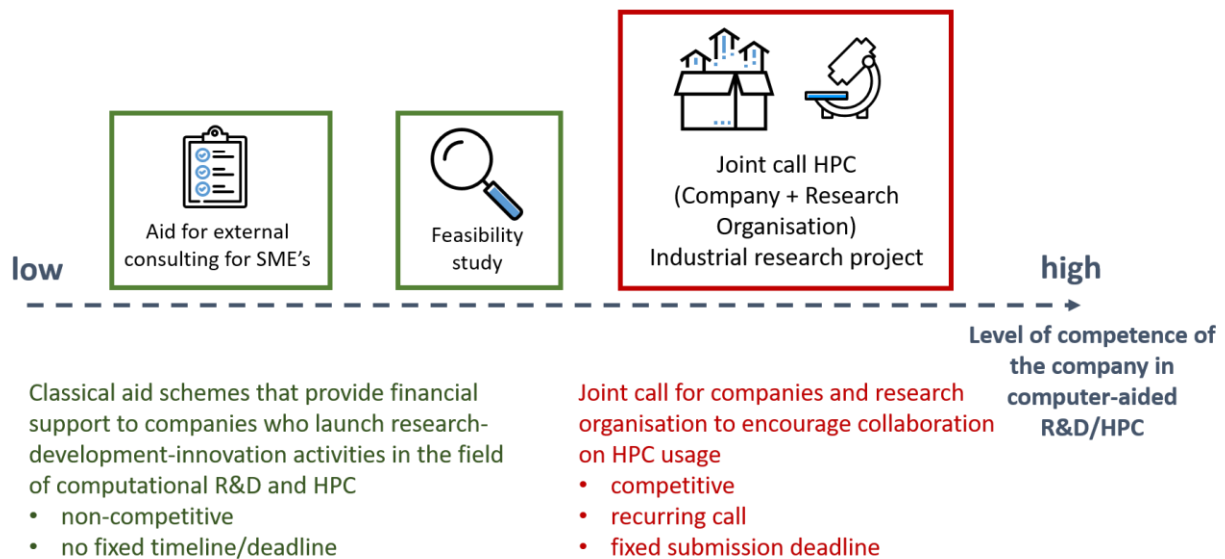 Aid for external
consulting for SME's
Feasibility
study
Joint call HPC
(Company + Research
Organisation)
Industrial research project
low
high
Level of competence of
the company in
computer-aided
R&D/HPC
Classical aid schemes that provide financial
support to companies who launch research-
development-innovation activities in the field
of computational R&D and HPC
• non-competitive
• no fixed timeline/deadline
Joint call for companies and research
organisation to encourage collaboration
on HPC usage
• competitive
• recurring call
• fixed submission deadline